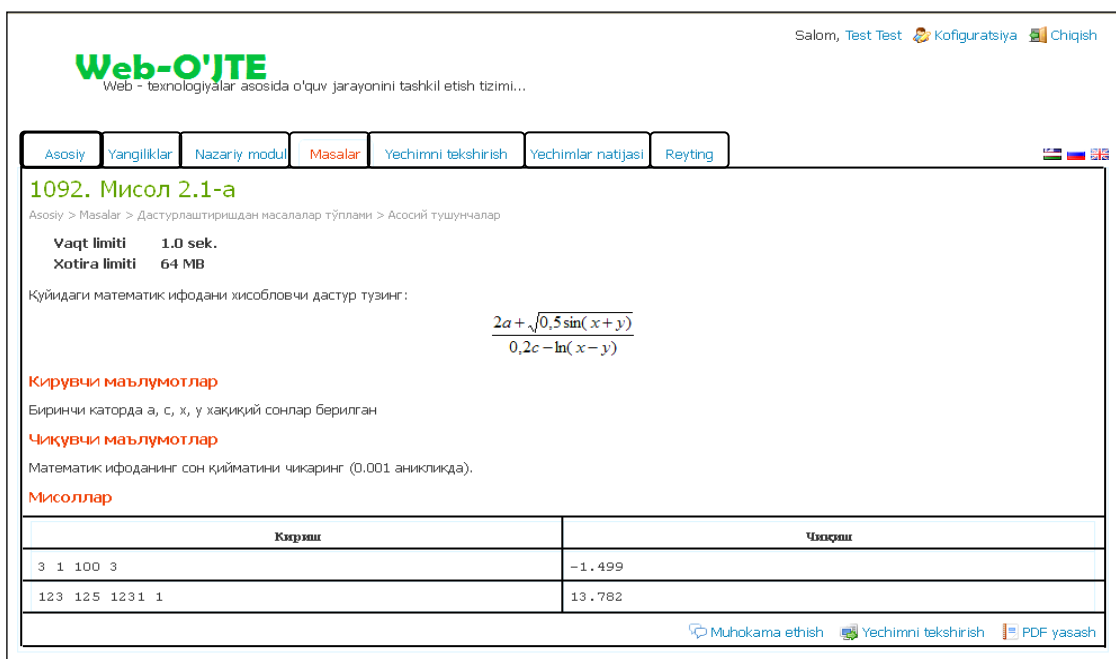 Salom, Test Test Kofiguratsiya Chiqish
Web-O'JTE
Web - texnologiyalar asosida o'quv jarayonini tashkil etish tizimi...
Asosiy Yangiliklar Nazariy modul Masalar Yechimni tekshirish Yechimlar natijasi Reyting
1092. Мисол 2.1-а
Asosiy > Masalar > Дастурлаштиришдан масалалар тўплами > Асосий тушунчалар
Vaqt limiti 1.0 sek.
Xotira limiti 64 MB
Қуйидаги математик ифодани хисобловчи дастур тузинг:
2a+√0,5sin(x+y)
0,2c−ln(x−y)
Кирувчи маълумотлар
Биринчи каторда a, c, x, y хақиқий сонлар берилган
Чиқувчи маълумотлар
Математик ифоданинг сон қийматини чикаринг (0.001 аникликда).
Мисоллар
Кириш Чиқиш
3 1 100 3 -1.499
123 125 1231 1 13.782
Muhokama ethish Yechimni tekshirish PDF yasash